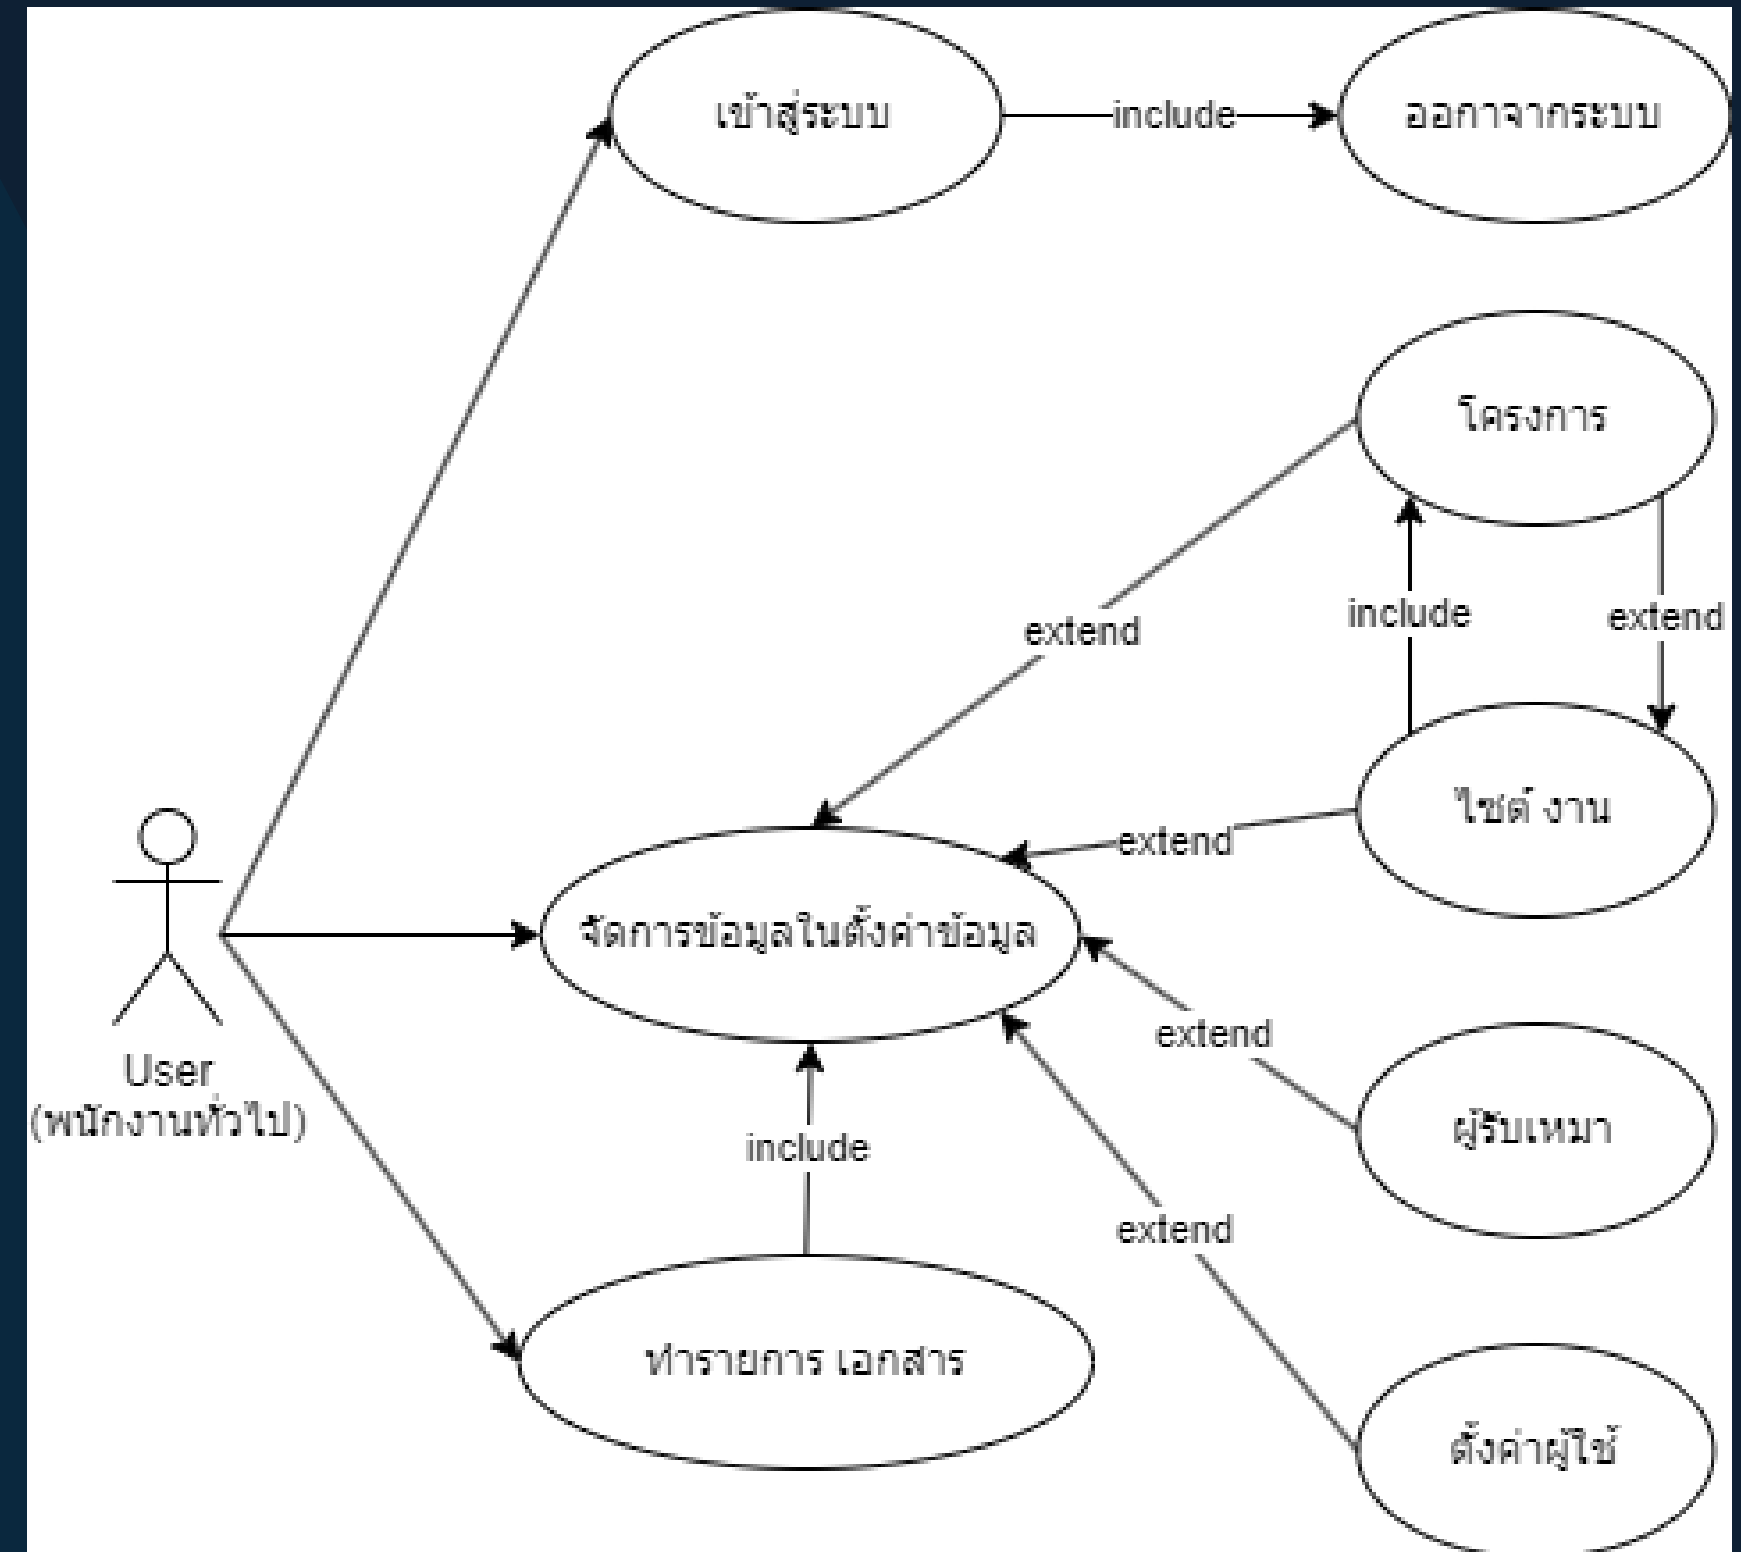 เข้าสู่ระบบ
include
ออกาจากระบบ
โครงการ
extend
include
extend
ไซต์ งาน
extend
จัดการข้อมูลในตั้งค่าข้อมูล
extend
User
(พนักงานทั่วไป)
ผู้รับเหมา
include
extend
ทำรายการ เอกสาร
ตั้งค่าผู้ใช้